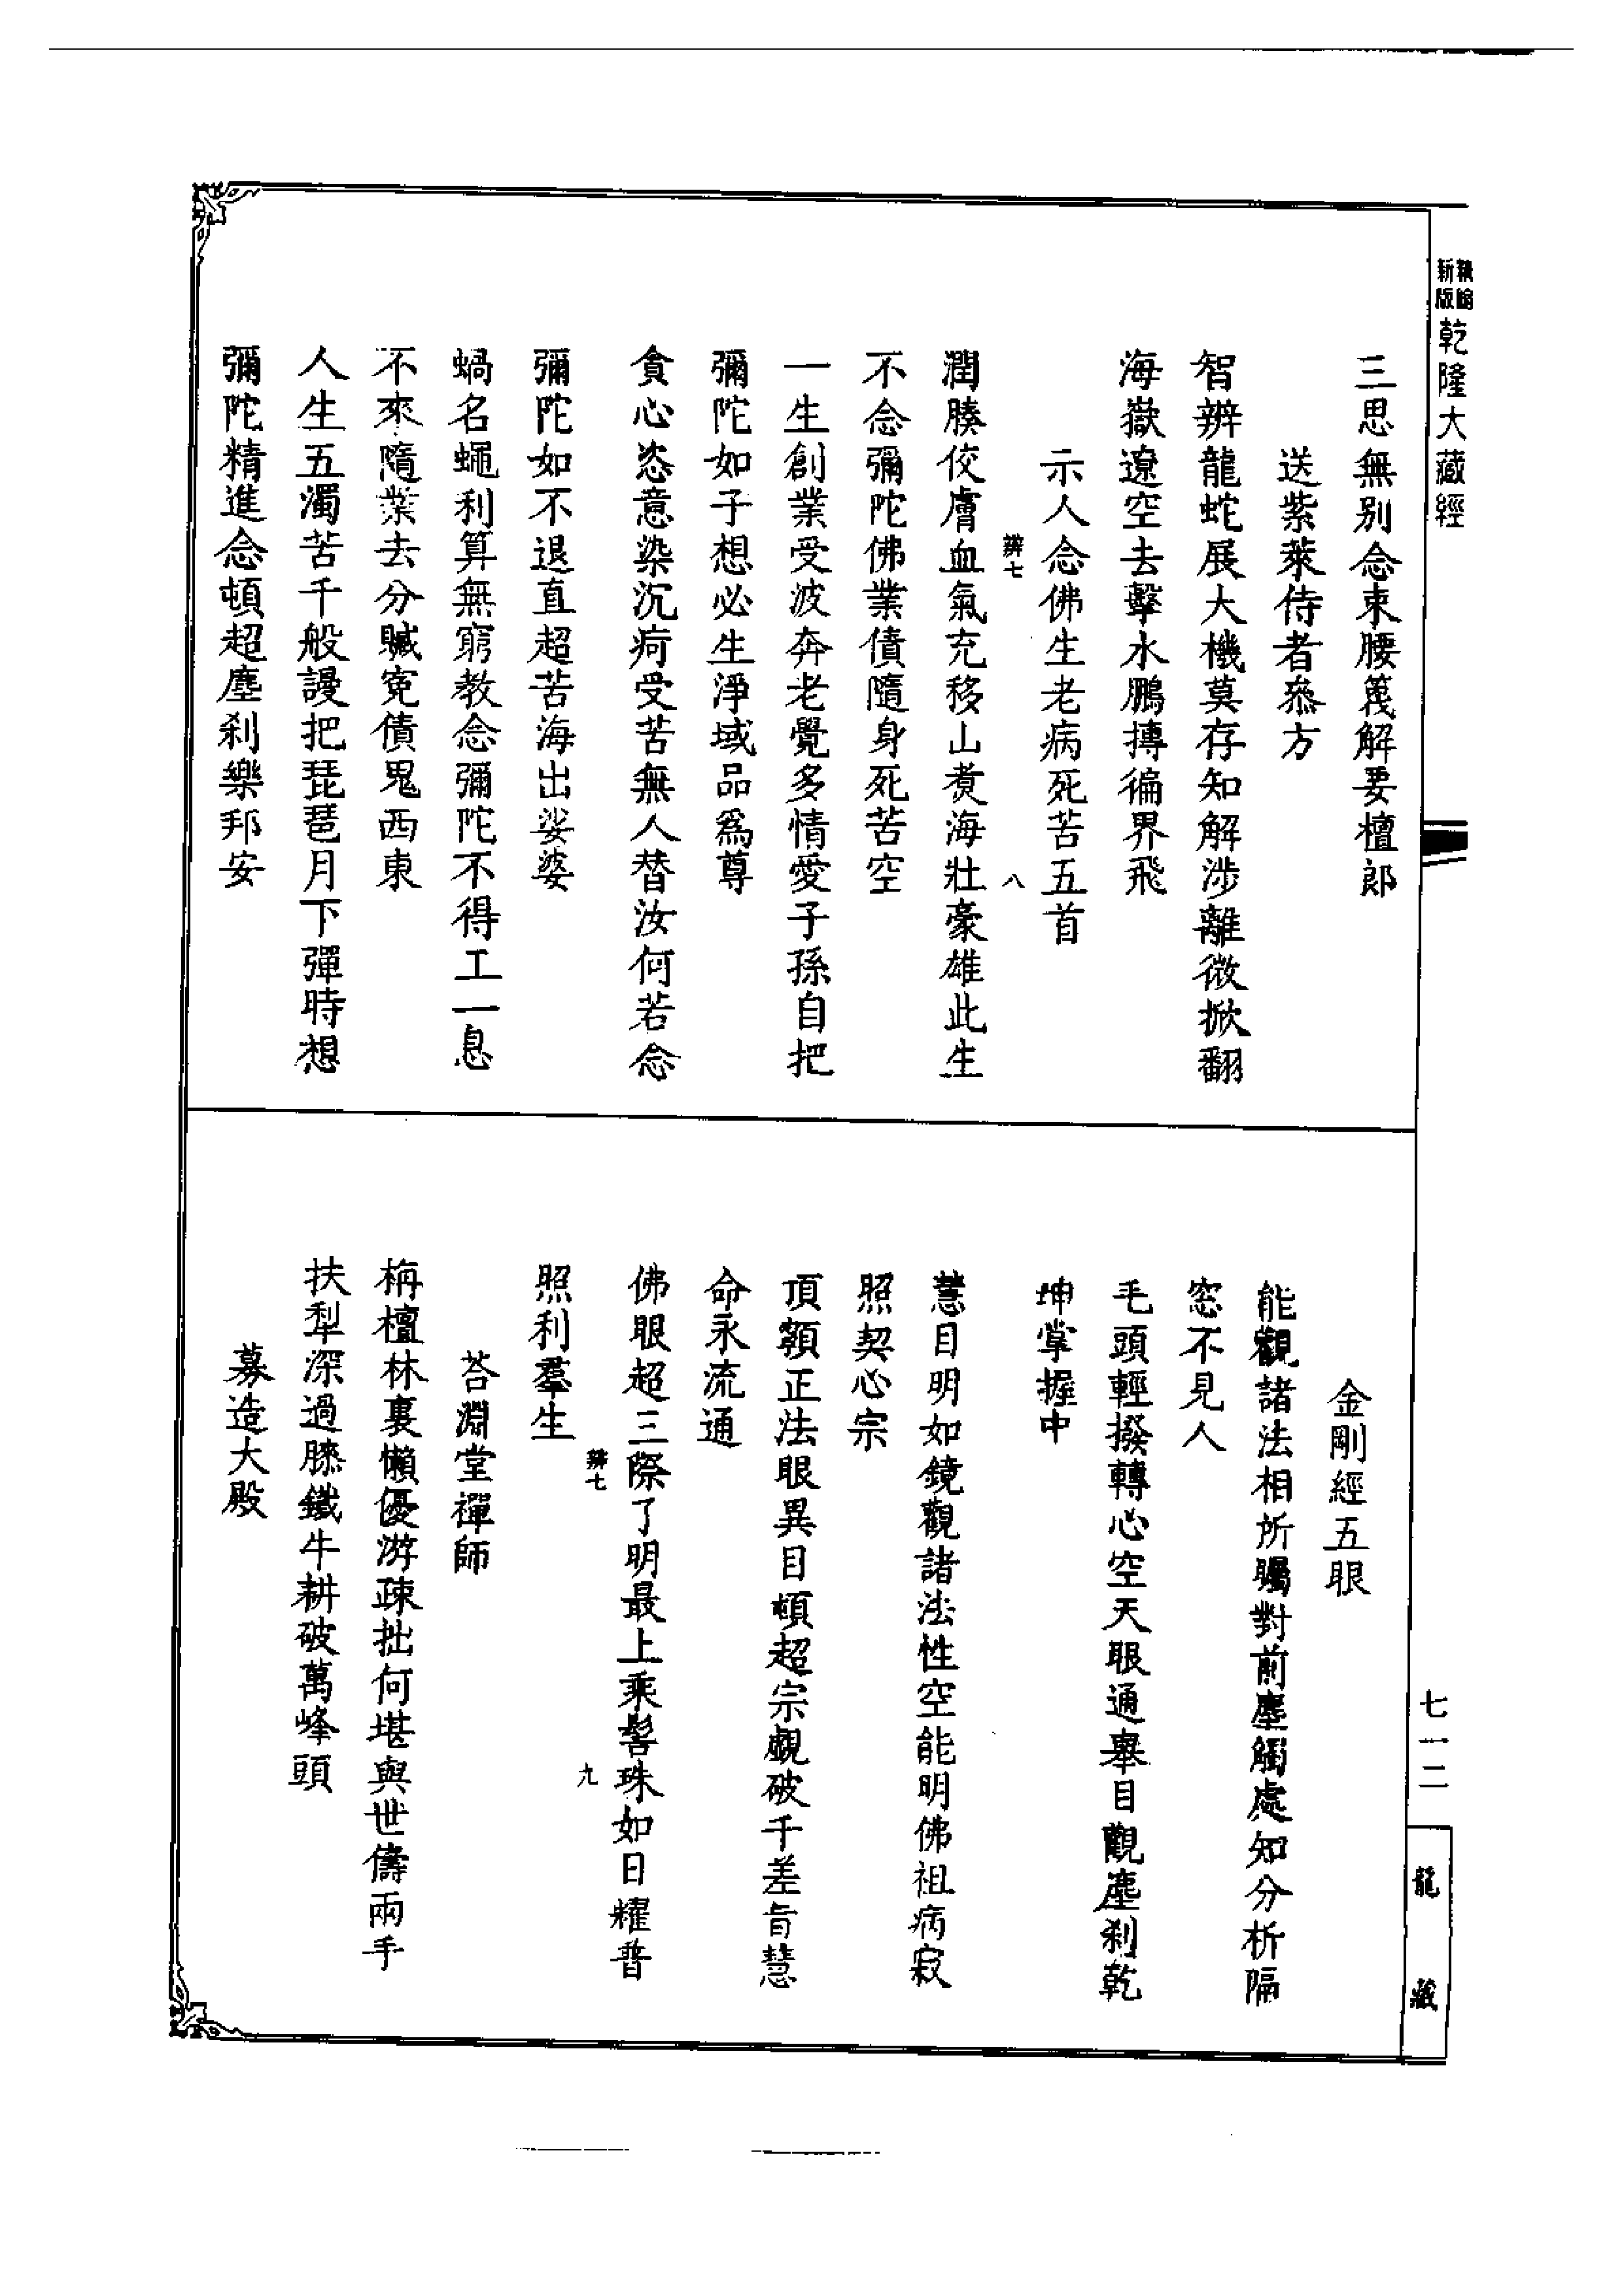 新版
乾隆大藏經
三思無別念束腰篾解要檀郎
送紫萊侍者叅方
智辨龍蛇展大機莫存知解涉離微掀翻
海嶽遼空去擊水鵬搏徧界飛
示人念佛生老病死苦五首
辨七
八
潤腠佼膚血氣充移山煑海壯豪雄此生
不念彌陀佛業債隨身死苦空
一生創業受波奔老覺多情愛子孫自把
彌陀如子想必生淨域品爲尊
貪心恣意染沉疴受苦無人替汝何若念
彌陀如不退直超苦海出娑婆
蝸名蠅利算無窮教念彌陀不得工一息
不來隨業去分贓寃債鬼西東
人生五濁苦千般謾把琵琶月下彈時想
彌陀精進念頓超塵刹樂邦安
金剛經五眼
能觀諸法相所矚對前塵觸處知分析隔
窓不見人
毛頭輕撥轉心空天眼通舉目觀塵刹乾
坤掌握中
慧目明如鏡觀諸法性空能明佛祖病寂
照契心宗
頂額正法眼異目頓超宗覷破千差旨慧
命永流通
佛眼超三際了明最上乘髻珠如日耀普
照利羣生
辨七
九
荅淵堂禪師
栴檀林裏懶優游疎拙何堪與世儔兩手
扶犁深過膝鐵牛耕破萬峰頭
募造大殿
七一二
龍藏